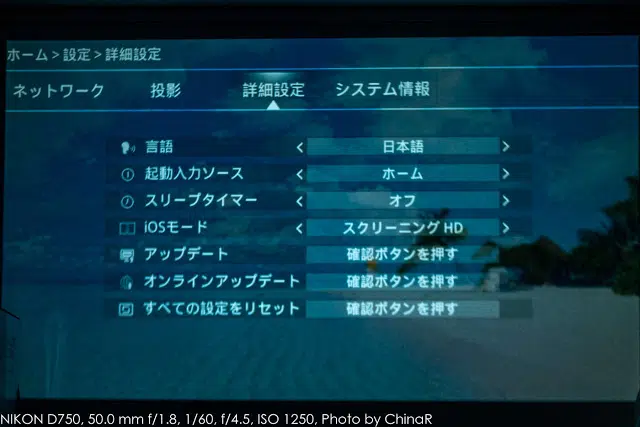 ホーム > 設定 > 詳細設定
ネットワーク 投影 詳細設定 システム情報
言語 < 日本語 >
起動入力ソース < ホーム >
スリープタイマー < オフ >
iOSモード < スクリーニング HD >
アップデート 確認ボタンを押す
オンラインアップデート 確認ボタンを押す
すべての設定をリセット 確認ボタンを押す
NIKON D750, 50.0 mm f/1.8, 1/60, f/4.5, ISO 1250, Photo by ChinaR